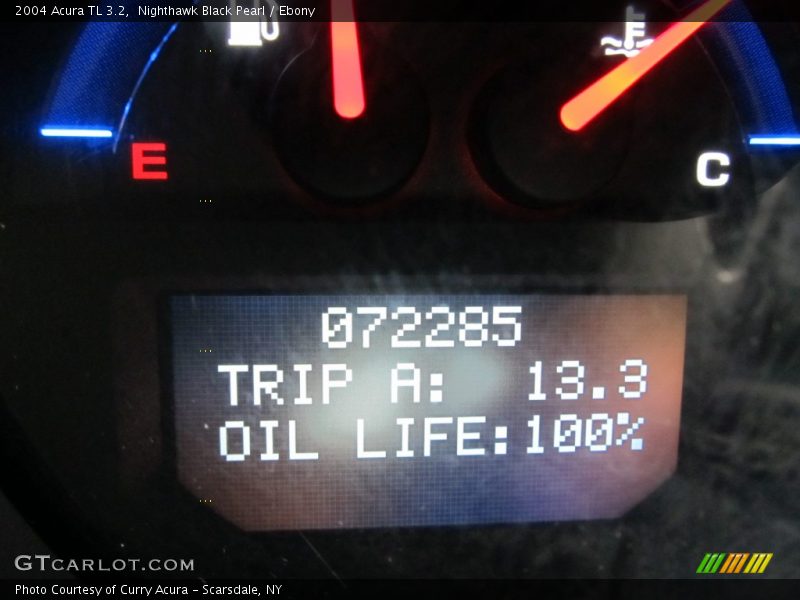 2004 Acura TL 3.2,  Nighthawk Black Pearl / Ebony
E
C
072285
TRIP A: 13.3
OIL LIFE:100%
GTCARLOT.COM
Photo Courtesy of Curry Acura - Scarsdale, NY